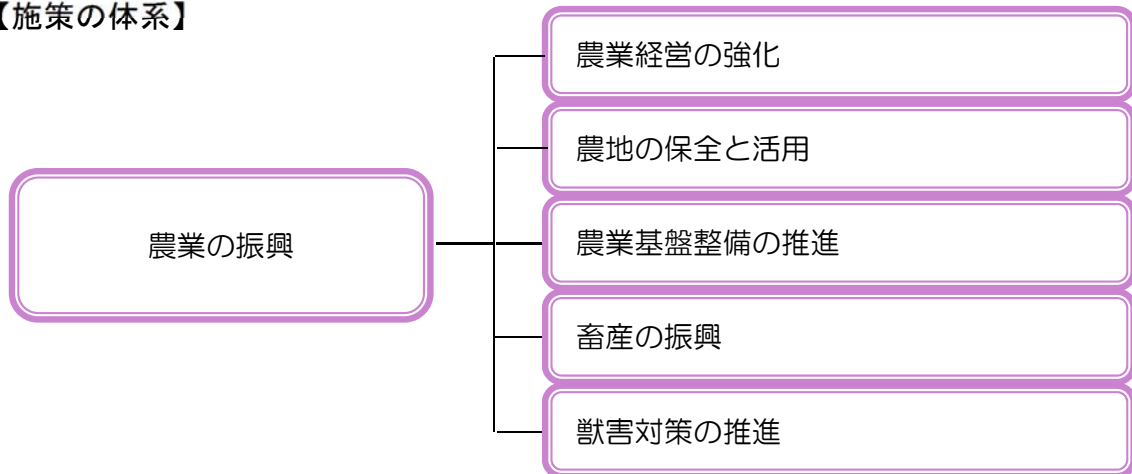 【施策の体系】
農業の振興
農業経営の強化
農地の保全と活用
農業基盤整備の推進
畜産の振興
獣害対策の推進